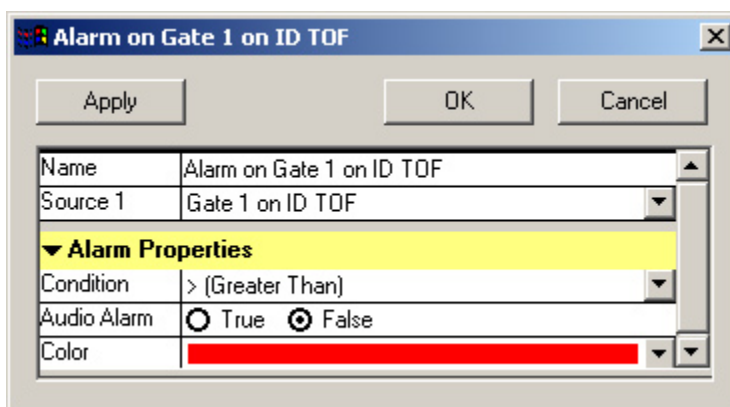 Alarm on Gate 1 on ID TOF
Apply OK Cancel
Name Alarm on Gate 1 on ID TOF
Source 1 Gate 1 on ID TOF
Alarm Properties
Condition > (Greater Than)
Audio Alarm True False
Color